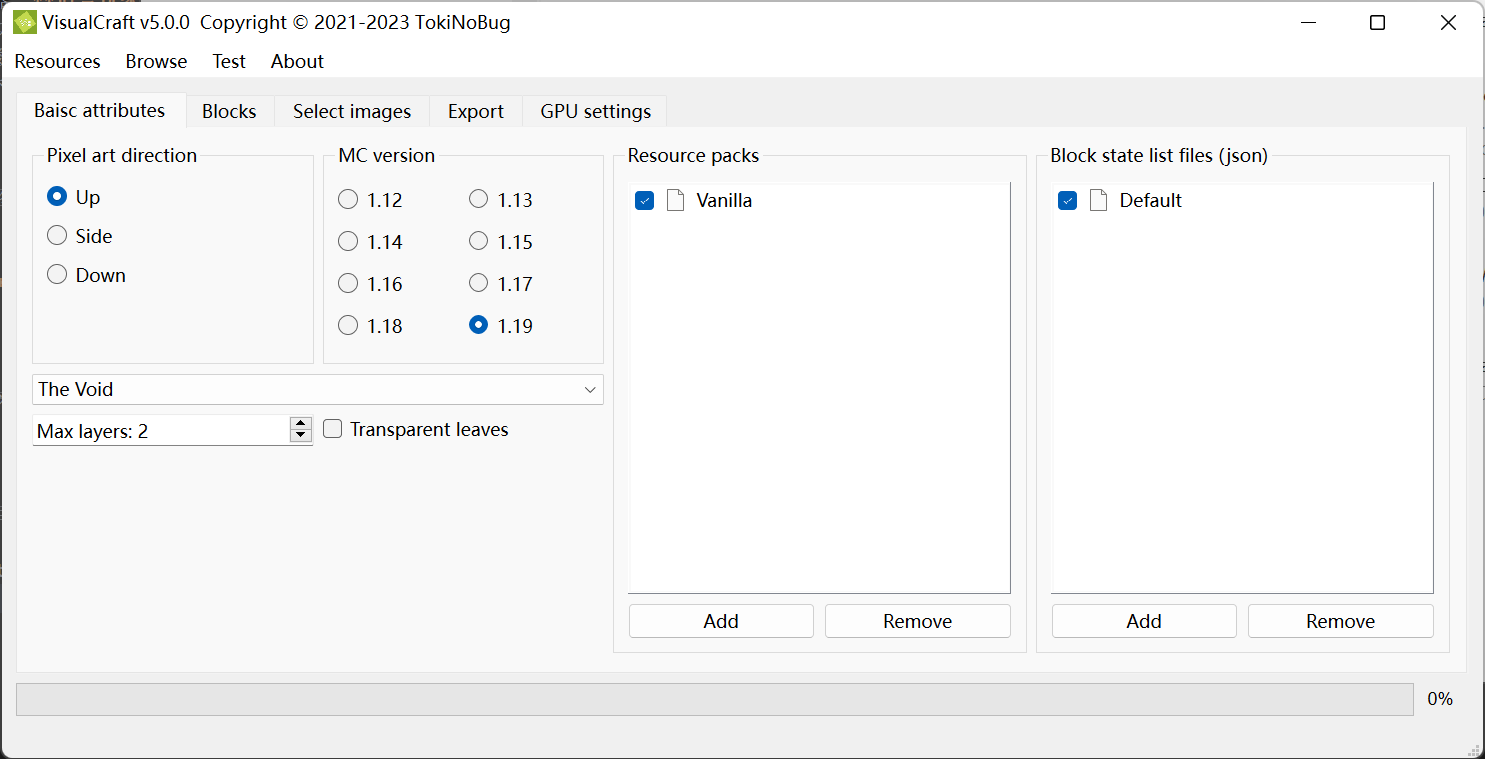 VisualCraft v5.0.0  Copyright © 2021-2023 TokiNoBug
Resources Browse Test About
Baisc attributes Blocks Select images Export GPU settings
Pixel art direction
Up
Side
Down
MC version
1.12 1.13
1.14 1.15
1.16 1.17
1.18 1.19
The Void
Max layers: 2
Transparent leaves
Resource packs
Vanilla
Add Remove
Block state list files (json)
Default
Add Remove
0%